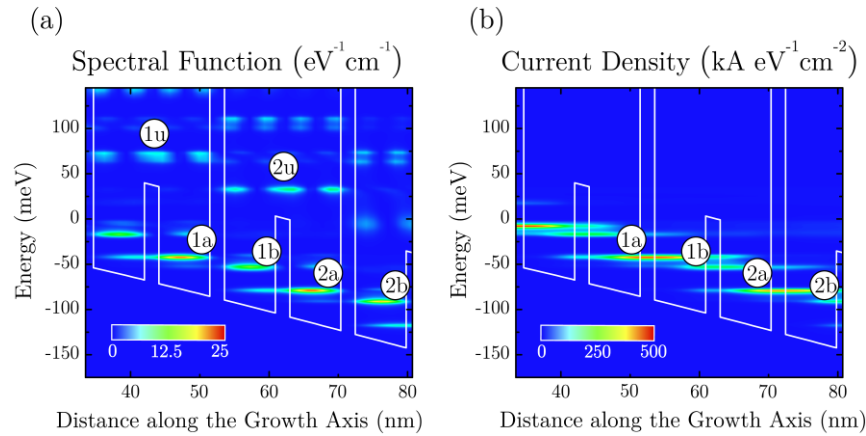 (a)
Spectral Function (eV⁻¹cm⁻¹)
Energy (meV)
100
50
0
-50
-100
-150
1u
2u
1a
1b
2a
2b
0 12.5 25
40 50 60 70 80
Distance along the Growth Axis (nm)
(b)
Current Density (kA eV⁻¹cm⁻²)
Energy (meV)
100
50
0
-50
-100
-150
1a
1b
2a
2b
0 250 500
40 50 60 70 80
Distance along the Growth Axis (nm)